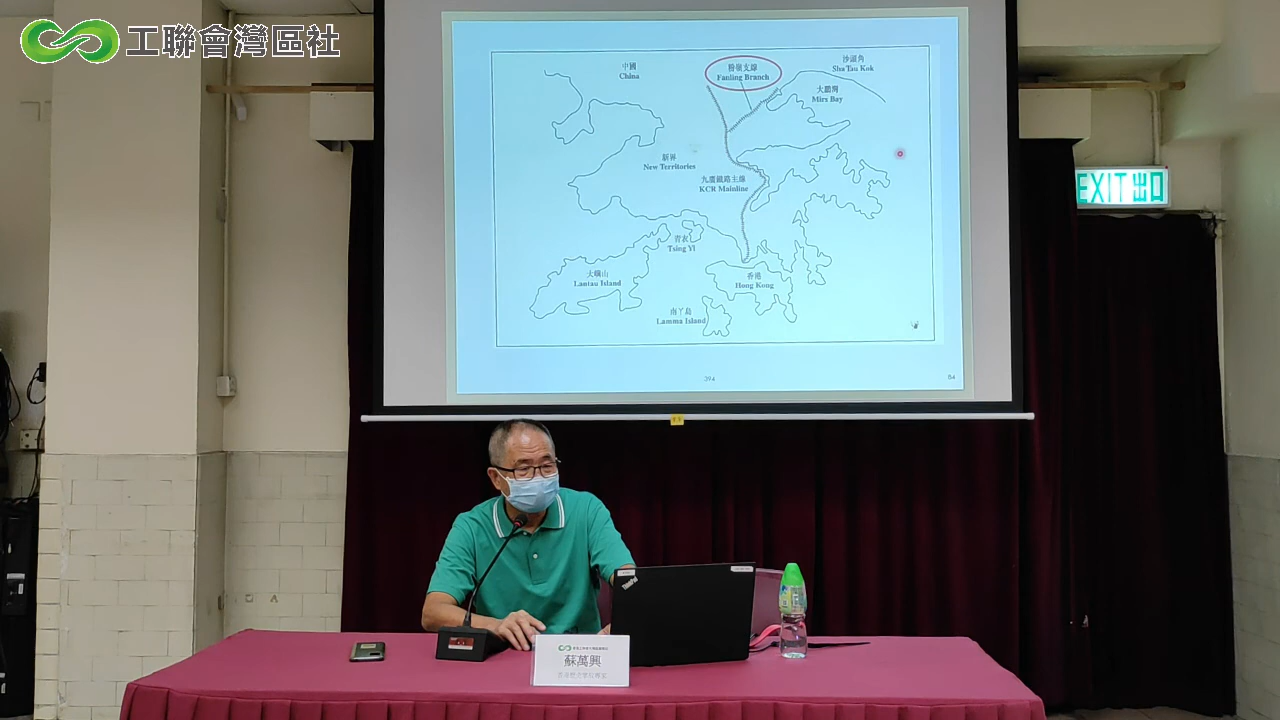 工聯會灣區社
中國
China
粉嶺支線
Fanling Branch
沙頭角
Sha Tau Kok
大鵬灣
Mirs Bay
新界
New Territories
九廣鐵路主線
KCR Mainline
青衣
Tsing Yi
大嶼山
Lantau Island
香港
Hong Kong
南丫島
Lamma Island
394
84
EXIT 出口
ThinkPad
蘇萬興